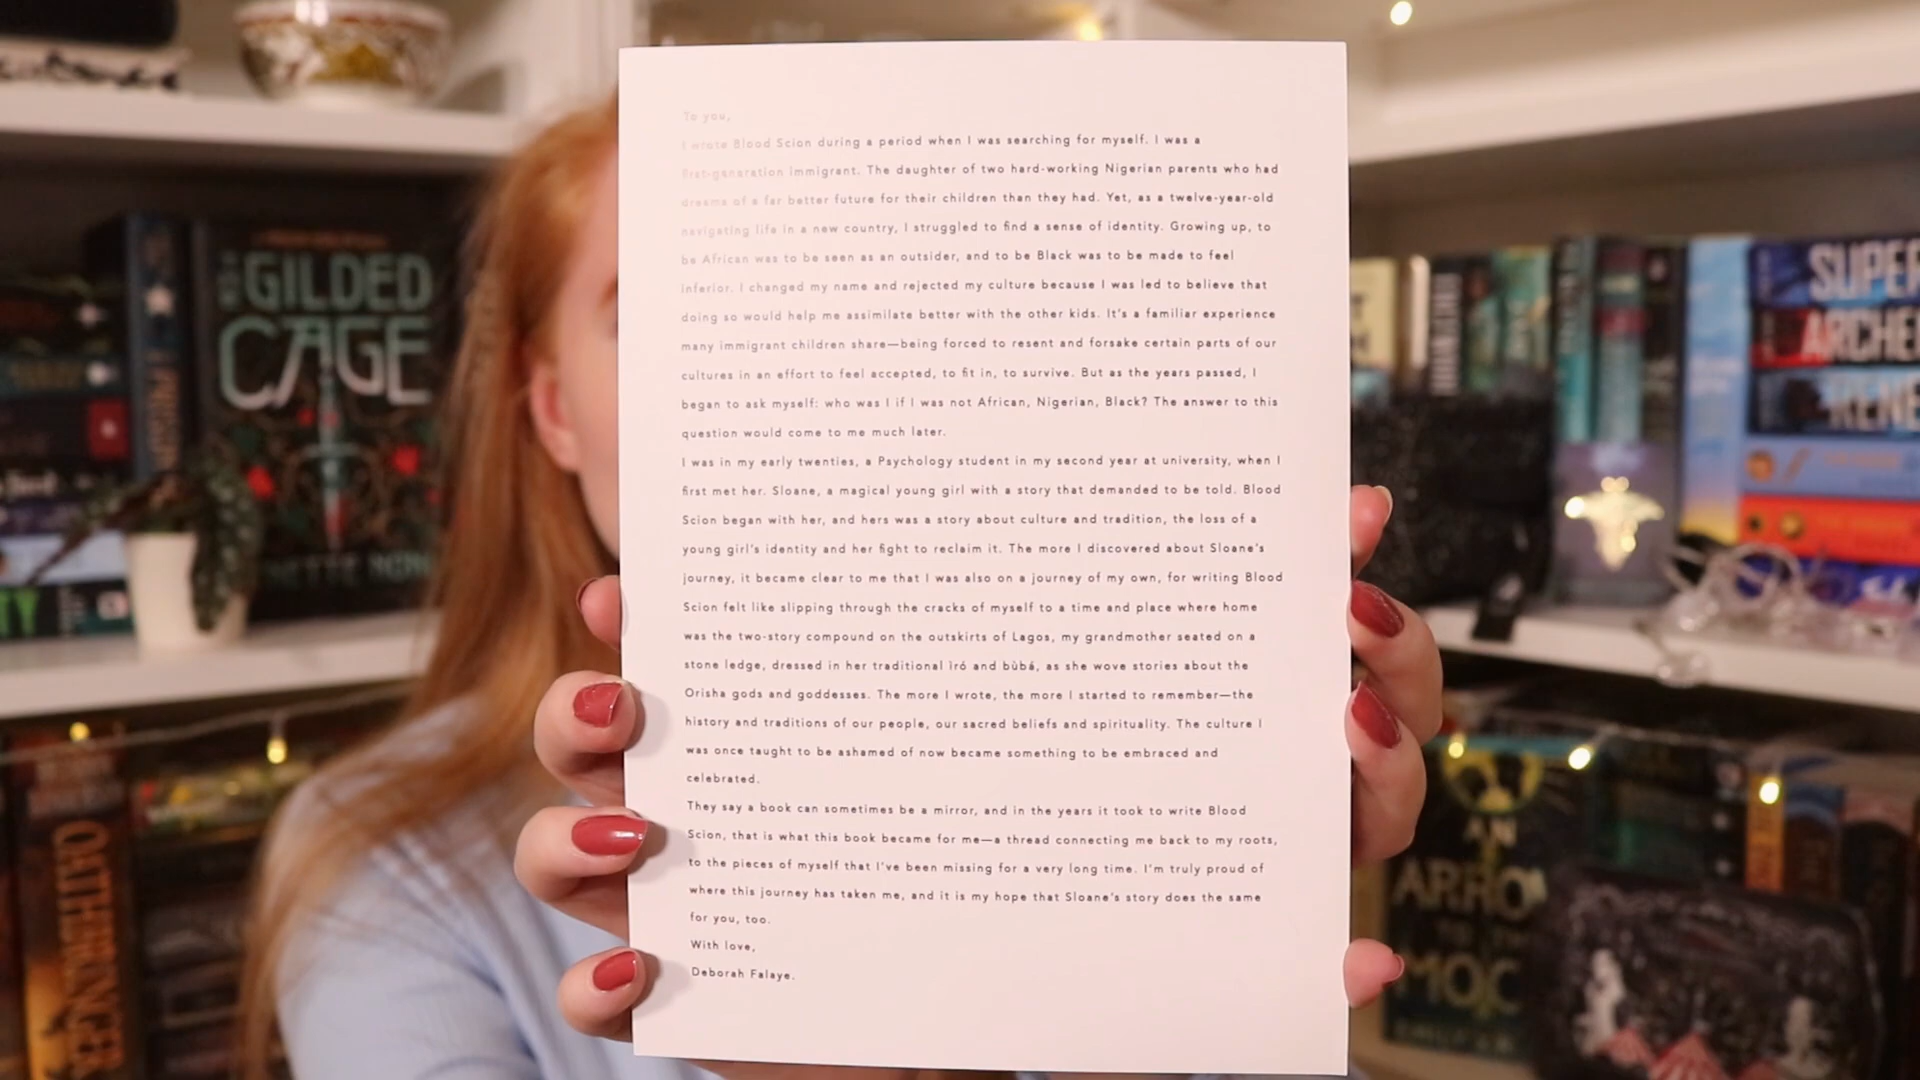 To you,
I wrote Blood Scion during a period when I was searching for myself. I was a
first-generation immigrant. The daughter of two hard-working Nigerian parents who had
dreams of a far better future for their children than they had. Yet, as a twelve-year-old
navigating life in a new country, I struggled to find a sense of identity. Growing up, to
be African was to be seen as an outsider, and to be Black was to be made to feel
inferior. I changed my name and rejected my culture because I was led to believe that
doing so would help me assimilate better with the other kids. It's a familiar experience
many immigrant children share—being forced to resent and forsake certain parts of our
cultures in an effort to feel accepted, to fit in, to survive. But as the years passed, I
began to ask myself: who was I if I was not African, Nigerian, Black? The answer to this
question would come to me much later.
I was in my early twenties, a Psychology student in my second year at university, when I
first met her. Sloane, a magical young girl with a story that demanded to be told. Blood
Scion began with her, and hers was a story about culture and tradition, the loss of a
young girl's identity and her fight to reclaim it. The more I discovered about Sloane's
journey, it became clear to me that I was also on a journey of my own, for writing Blood
Scion felt like slipping through the cracks of myself to a time and place where home
was the two-story compound on the outskirts of Lagos, my grandmother seated on a
stone ledge, dressed in her traditional ìró and bùbá, as she wove stories about the
Orisha gods and goddesses. The more I wrote, the more I started to remember—the
history and traditions of our people, our sacred beliefs and spirituality. The culture I
was once taught to be ashamed of now became something to be embraced and
celebrated.
They say a book can sometimes be a mirror, and in the years it took to write Blood
Scion, that is what this book became for me—a thread connecting me back to my roots,
to the pieces of myself that I've been missing for a very long time. I'm truly proud of
where this journey has taken me, and it is my hope that Sloane's story does the same
for you, too.
With love,
Deborah Falaye.
GILDED
CAGE
OATHBRINGER
SUPER
ARCHE
RENE
AN
ARRO
TO THE
MOO